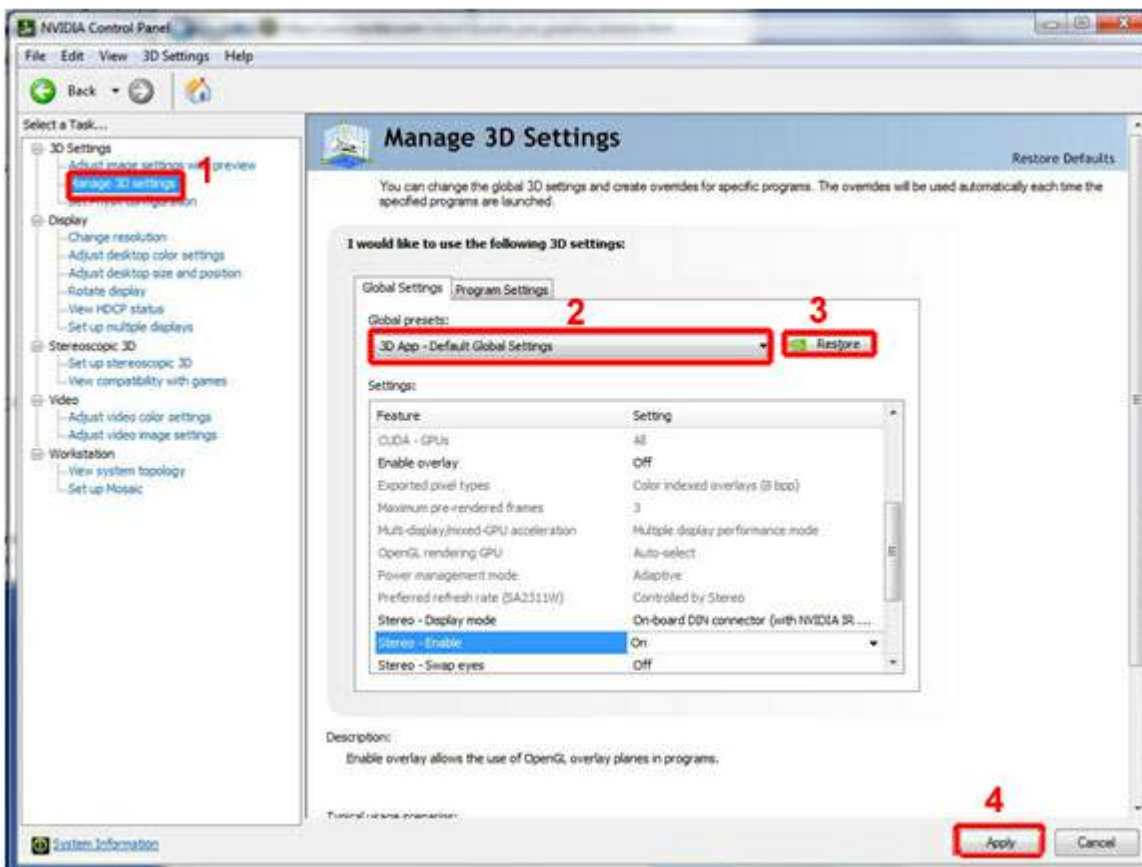 NVIDIA Control Panel
File Edit View 3D Settings Help
Back
Select a Task...
3D Settings
Adjust image settings with preview
1
Manage 3D settings
Display
Change resolution
Adjust desktop color settings
Adjust desktop size and position
Rotate display
View HDCP status
Set up multiple displays
Stereoscopic 3D
Set up stereoscopic 3D
View compatibility with games
Video
Adjust video color settings
Adjust video image settings
Workstation
View system topology
Set up Mosaic
System Information
Manage 3D Settings
Restore Defaults
You can change the global 3D settings and create overrides for specific programs. The overrides will be used automatically each time the
specified programs are launched.
I would like to use the following 3D settings:
Global Settings Program Settings
2 3
Global presets:
3D App - Default Global Settings Restore
Settings:
Feature Setting
CUDA - GPUs All
Enable overlay Off
Exported pixel types Color indexed overlays (8 bpp)
Maximum pre-rendered frames 3
Multi-display/mixed-GPU acceleration Multiple display performance mode
OpenGL rendering GPU Auto-select
Power management mode Adaptive
Preferred refresh rate (SA2311W) Controlled by Stereo
Stereo - Display mode On-board DIN connector (with NVIDIA IR ...
Stereo - Enable On
Stereo - Swap eyes Off
Description:
Enable overlay allows the use of OpenGL overlay planes in programs.
Typical usage scenarios:
4
Apply Cancel